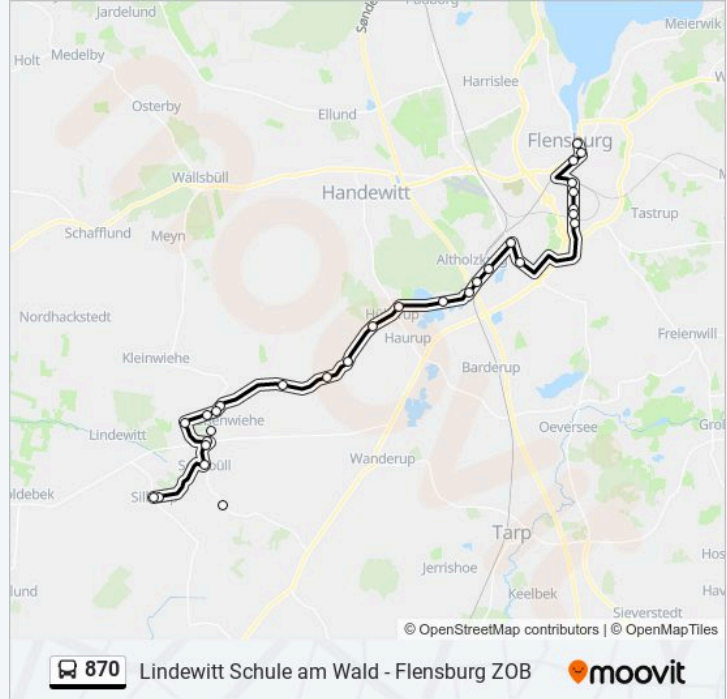 Jardelund
Meierwik
Holt
Medelby
Harrislee
Osterby
Ellund
Flensburg
Wallsbüll
Handewitt
Tastrup
Schafflund
Meyn
Nordhackstedt
Haurup
Freienwill
Kleinwiehe
Barderup
Lindewitt
Oeversee
Wanderup
Tarp
Jerrishoe
Keelbek
Sieverstedt
© OpenStreetMap contributors | © OpenMapTiles
870 Lindewitt Schule am Wald - Flensburg ZOB moovit